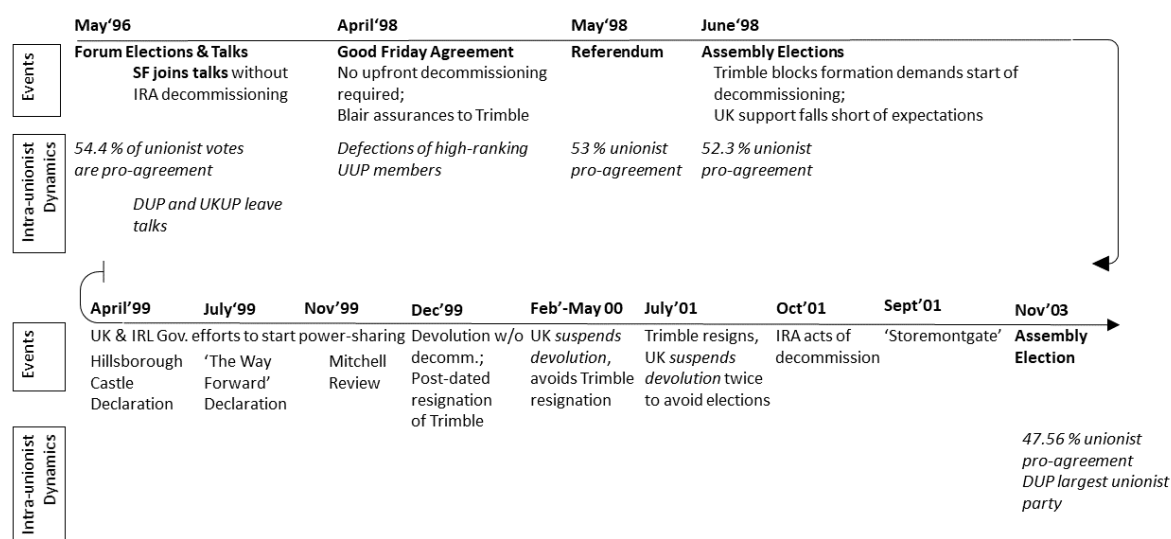 May‘96
April‘98
May‘98
June‘98
Events
Forum Elections & Talks
SF joins talks without
IRA decommissioning
Good Friday Agreement
No upfront decommissioning
required;
Blair assurances to Trimble
Referendum
Assembly Elections
Trimble blocks formation demands start of
decommissioning;
UK support falls short of expectations
Intra-unionist
Dynamics
54.4 % of unionist votes
are pro-agreement
DUP and UKUP leave
talks
Defections of high-ranking
UUP members
53 % unionist
pro-agreement
52.3 % unionist
pro-agreement
April’99
July‘99
Nov’99
Dec’99
Feb’-May 00
July’01
Oct’01
Sept’01
Nov’03
Events
UK & IRL Gov. efforts to start power-sharing
Hillsborough
Castle
Declaration
‘The Way
Forward’
Declaration
Mitchell
Review
Devolution w/o
decomm.;
Post-dated
resignation
of Trimble
UK suspends
devolution,
avoids Trimble
resignation
Trimble resigns,
UK suspends
devolution twice
to avoid elections
IRA acts of
decommission
‘Storemontgate’
Assembly
Election
Intra-unionist
Dynamics
47.56 % unionist
pro-agreement
DUP largest unionist
party